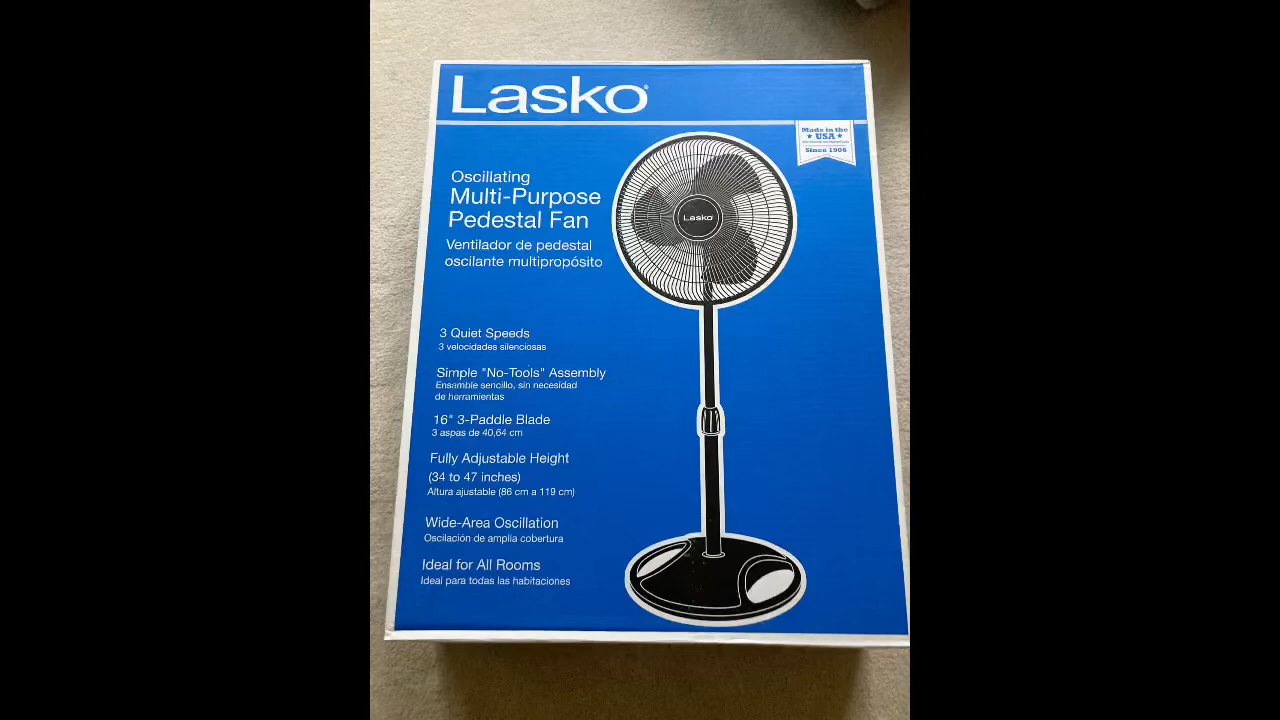 Lasko®
Made in the
USA
Since 1906
Oscillating
Multi-Purpose
Pedestal Fan
Ventilador de pedestal
oscilante multipropósito
Lasko
3 Quiet Speeds
3 velocidades silenciosas
Simple "No-Tools" Assembly
Ensamble sencillo, sin necesidad
de herramientas
16" 3-Paddle Blade
3 aspas de 40,64 cm
Fully Adjustable Height
(34 to 47 inches)
Altura ajustable (86 cm a 119 cm)
Wide-Area Oscillation
Oscilación de amplia cobertura
Ideal for All Rooms
Ideal para todas las habitaciones